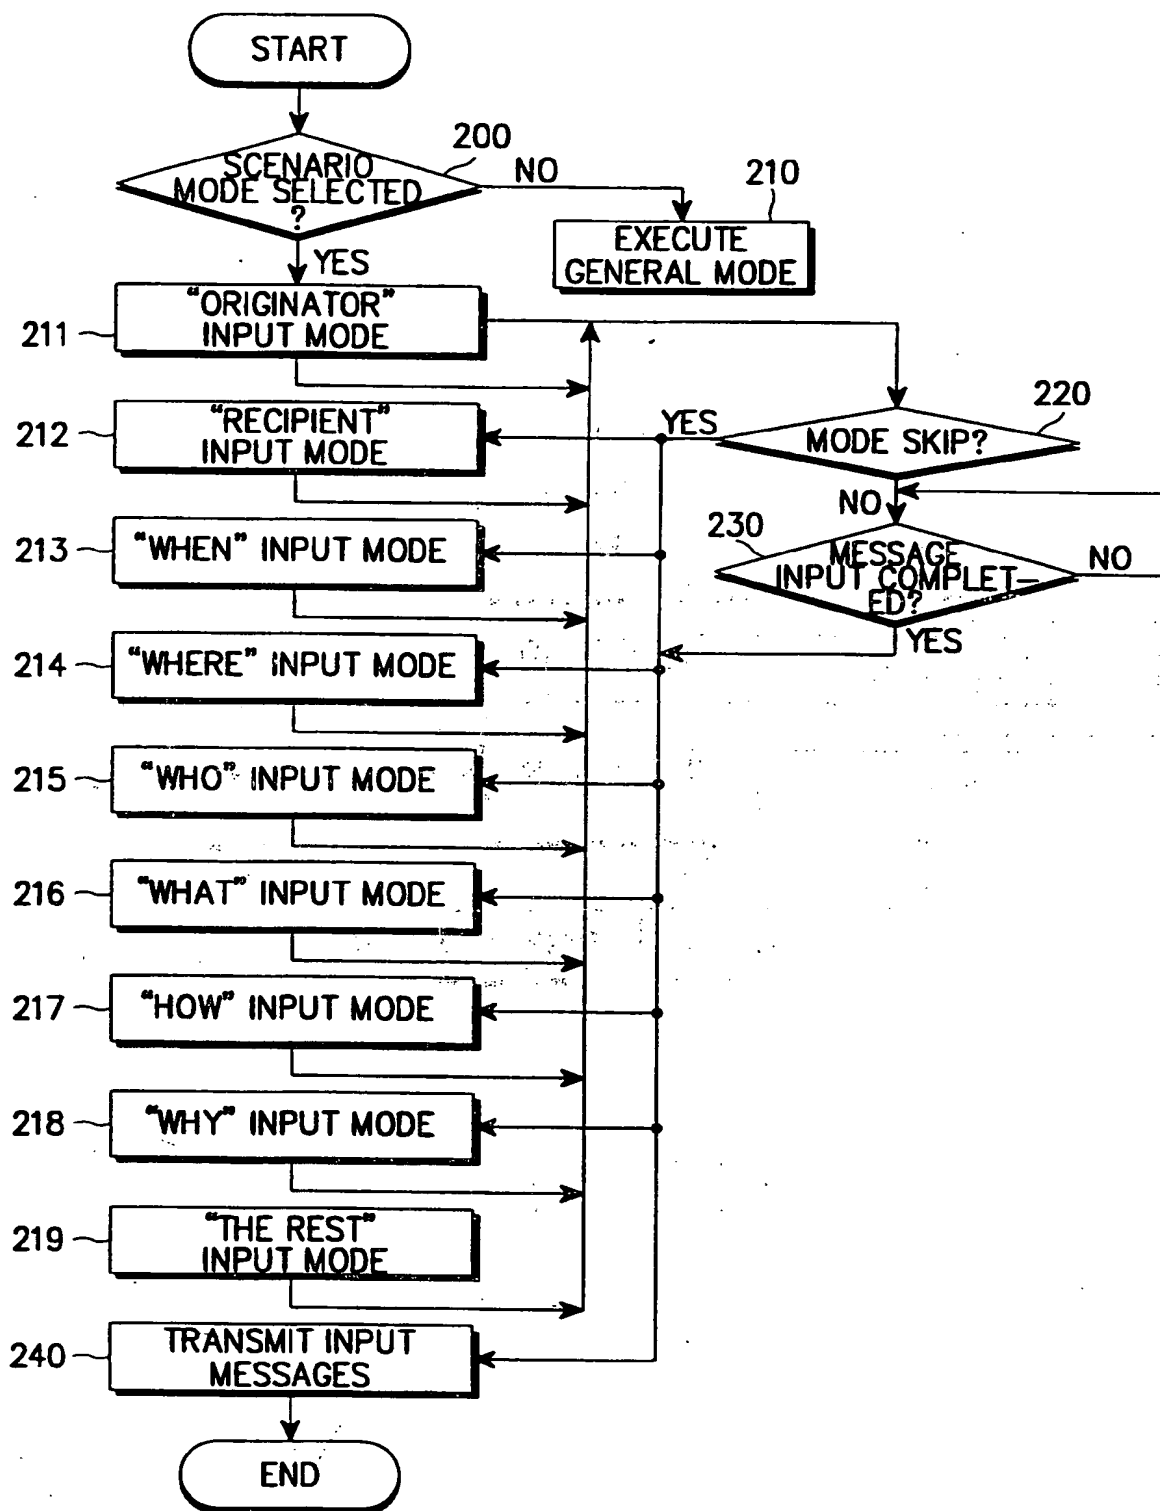 START
200
SCENARIO
MODE SELECTED
?
NO
210
EXECUTE
GENERAL MODE
YES
211
“ORIGINATOR”
INPUT MODE
220
MODE SKIP?
YES
212
“RECIPIENT”
INPUT MODE
NO
230
MESSAGE
INPUT COMPLET-
ED?
NO
YES
213
“WHEN” INPUT MODE
214
“WHERE” INPUT MODE
215
“WHO” INPUT MODE
216
“WHAT” INPUT MODE
217
“HOW” INPUT MODE
218
“WHY” INPUT MODE
219
“THE REST”
INPUT MODE
240
TRANSMIT INPUT
MESSAGES
END